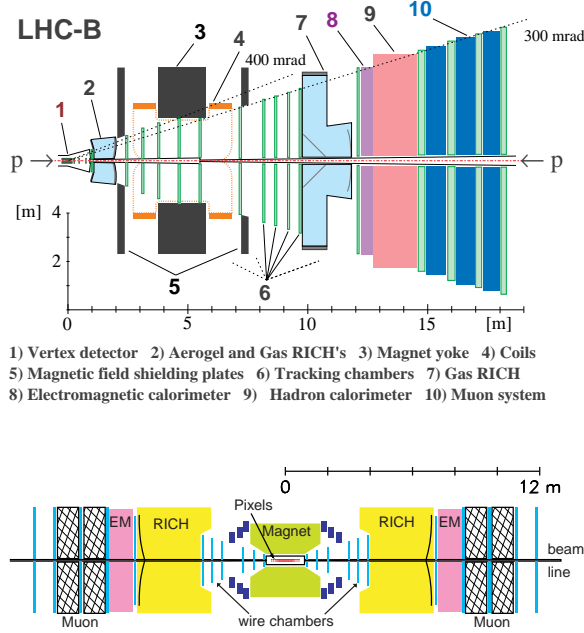 LHC-B
1
2
3
4
7
8
9
10
400 mrad
300 mrad
p
p
[m]
4
2
5
6
0
5
10
15
[m]
1) Vertex detector 2) Aerogel and Gas RICH's 3) Magnet yoke 4) Coils
5) Magnetic field shielding plates 6) Tracking chambers 7) Gas RICH
8) Electromagnetic calorimeter 9) Hadron calorimeter 10) Muon system
0
12 m
Pixels
EM
RICH
Magnet
RICH
EM
beam
line
Muon
wire chambers
Muon